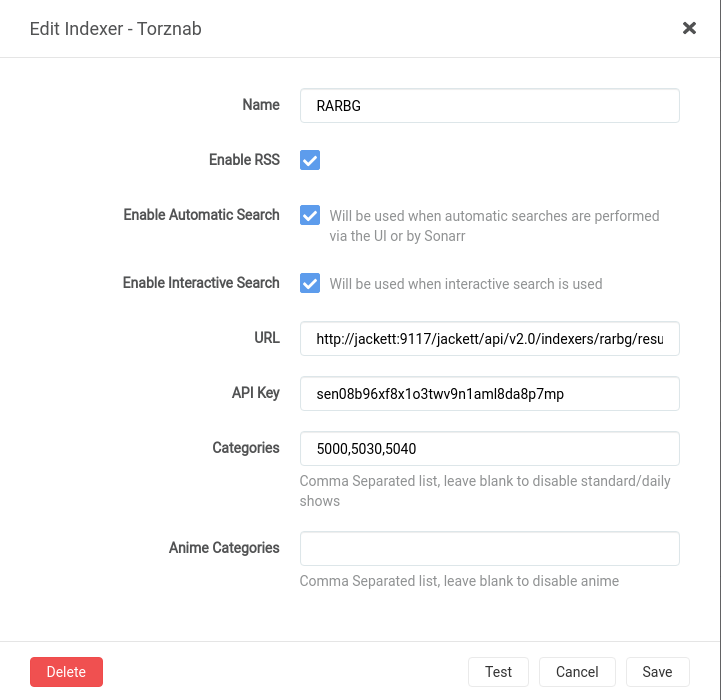 Edit Indexer - Torznab
Name
RARBG
Enable RSS
Enable Automatic Search
Will be used when automatic searches are performed
via the UI or by Sonarr
Enable Interactive Search
Will be used when interactive search is used
URL
http://jackett:9117/jackett/api/v2.0/indexers/rarbg/resu
API Key
sen08b96xf8x1o3twv9n1aml8da8p7mp
Categories
5000,5030,5040
Comma Separated list, leave blank to disable standard/daily
shows
Anime Categories
Comma Separated list, leave blank to disable anime
Delete
Test
Cancel
Save